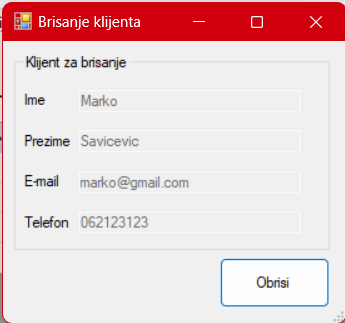 Brisanje klijenta
Klijent za brisanje
Ime Marko
Prezime Savicevic
E-mail marko@gmail.com
Telefon 062123123
Obrisi